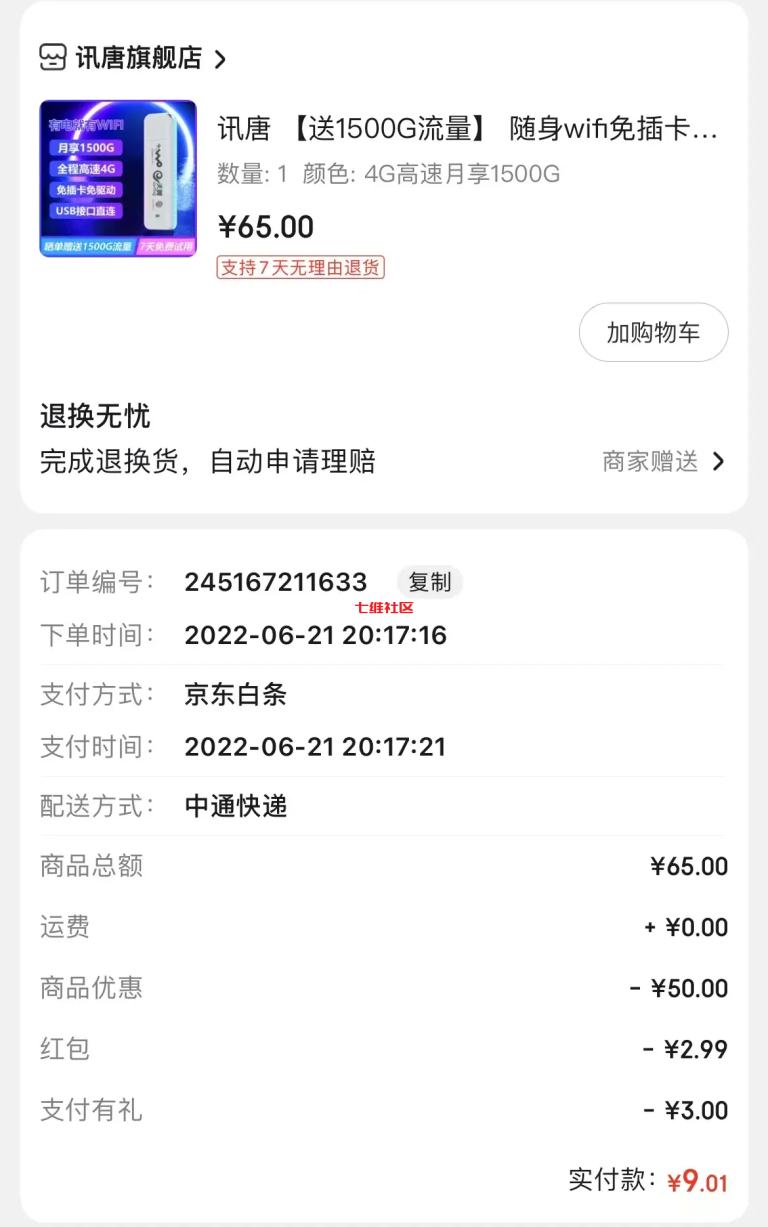 讯唐旗舰店
有电就有WIFI
月享1500G
全程高速4G
免插卡免驱动
USB接口直连
晒单赠送1500G流量
7天免费试用
讯唐 【送1500G流量】 随身wifi免插卡...
数量: 1 颜色: 4G高速月享1500G
¥65.00
支持7天无理由退货
加购物车
退换无忧
完成退换货，自动申请理赔
商家赠送
订单编号： 245167211633 复制
七维社区
下单时间： 2022-06-21 20:17:16
支付方式： 京东白条
支付时间： 2022-06-21 20:17:21
配送方式： 中通快递
商品总额 ¥65.00
运费 + ¥0.00
商品优惠 - ¥50.00
红包 - ¥2.99
支付有礼 - ¥3.00
实付款： ¥9.01